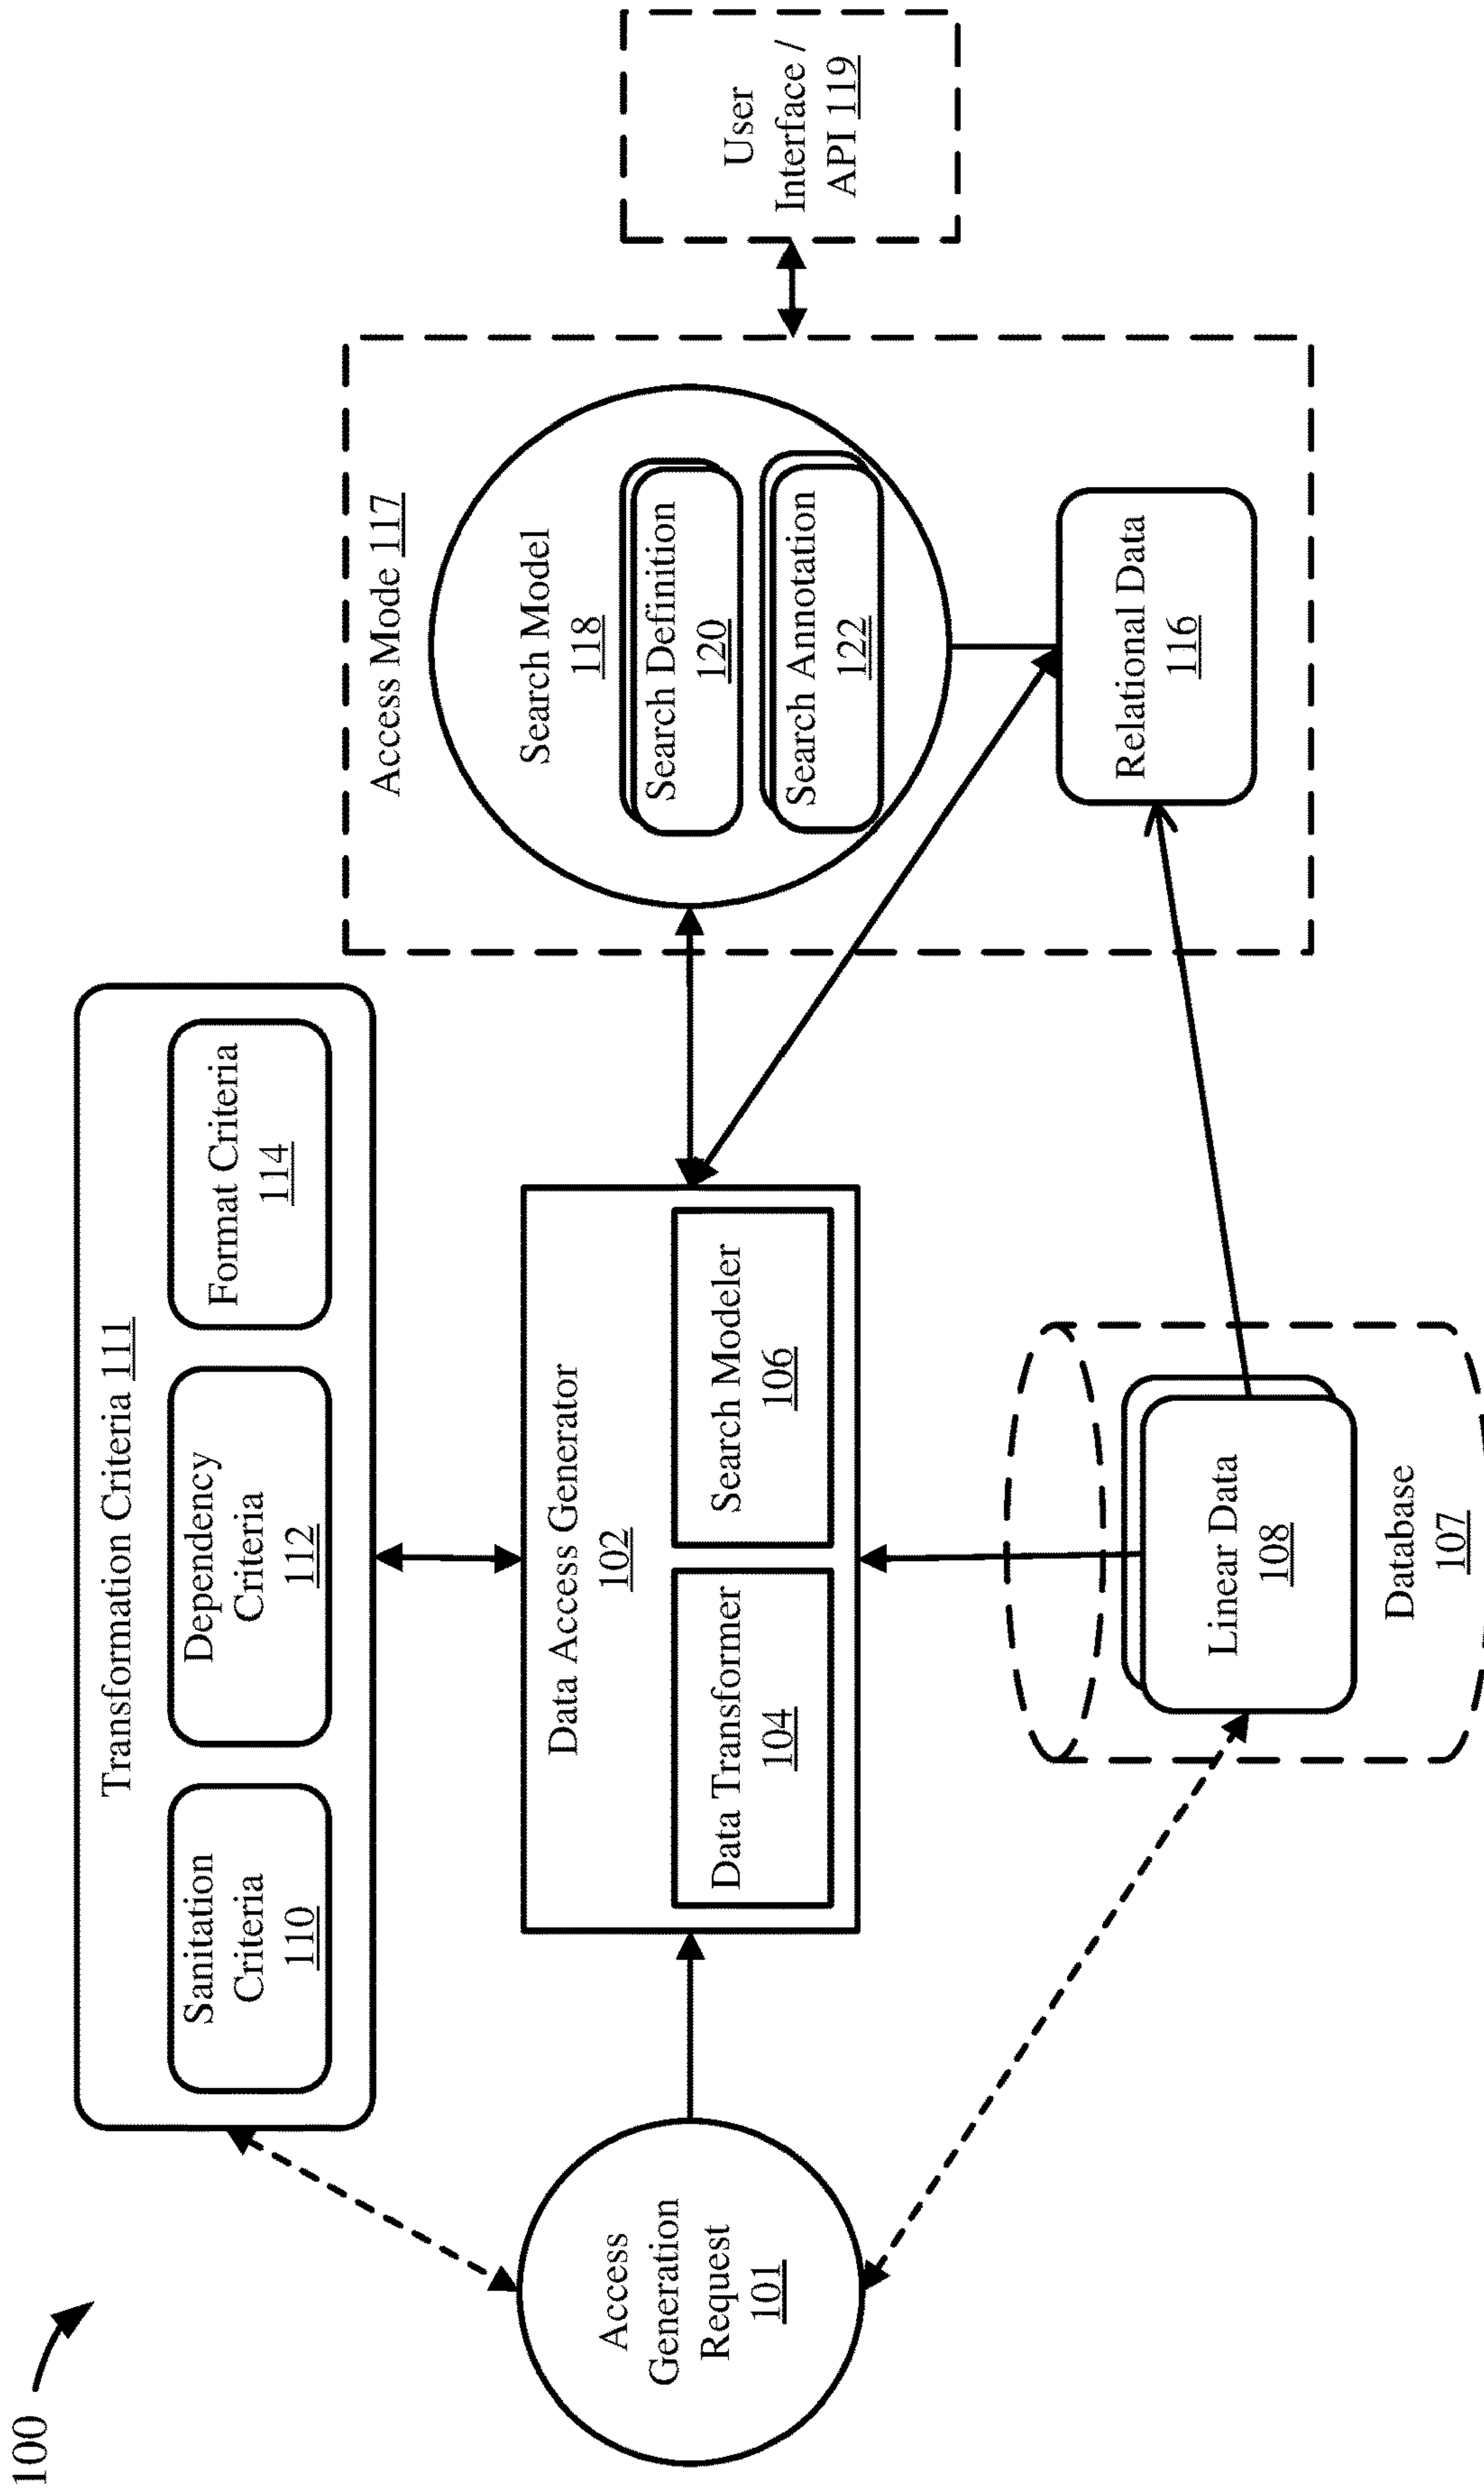 100
Transformation Criteria 111
Sanitation
Criteria
110
Dependency
Criteria
112
Format Criteria
114
Access
Generation
Request
101
Data Access Generator
102
Data Transformer
104
Search Modeler
106
Linear Data
108
Database
107
Access Mode 117
Search Model
118
Search Definition
120
Search Annotation
122
Relational Data
116
User
Interface /
API 119